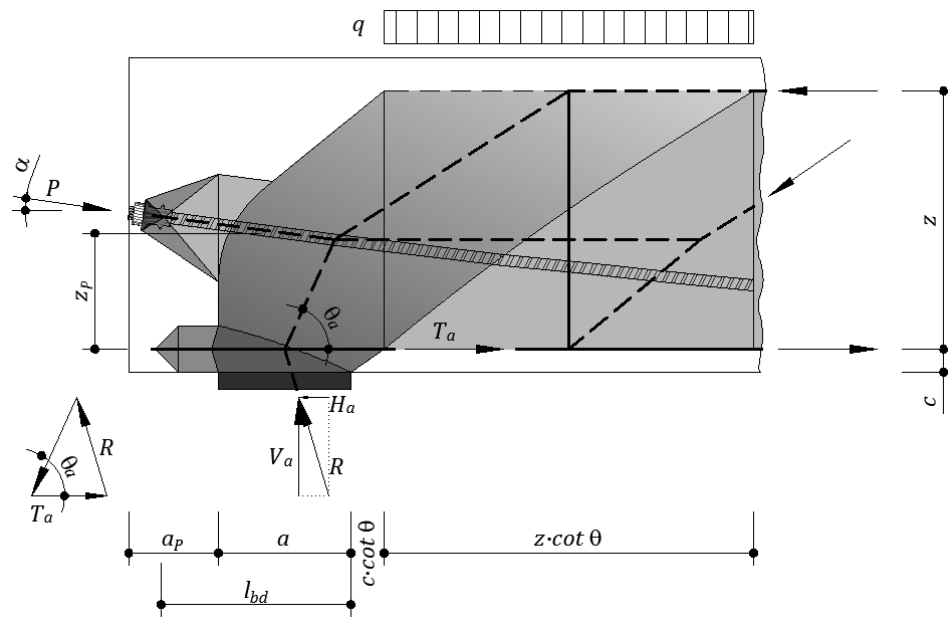 q
α
P
z
z_P
θ_a
T_a
c
H_a
V_a
R
R
θ_a
T_a
a_P
a
c·cot θ
z·cot θ
l_bd